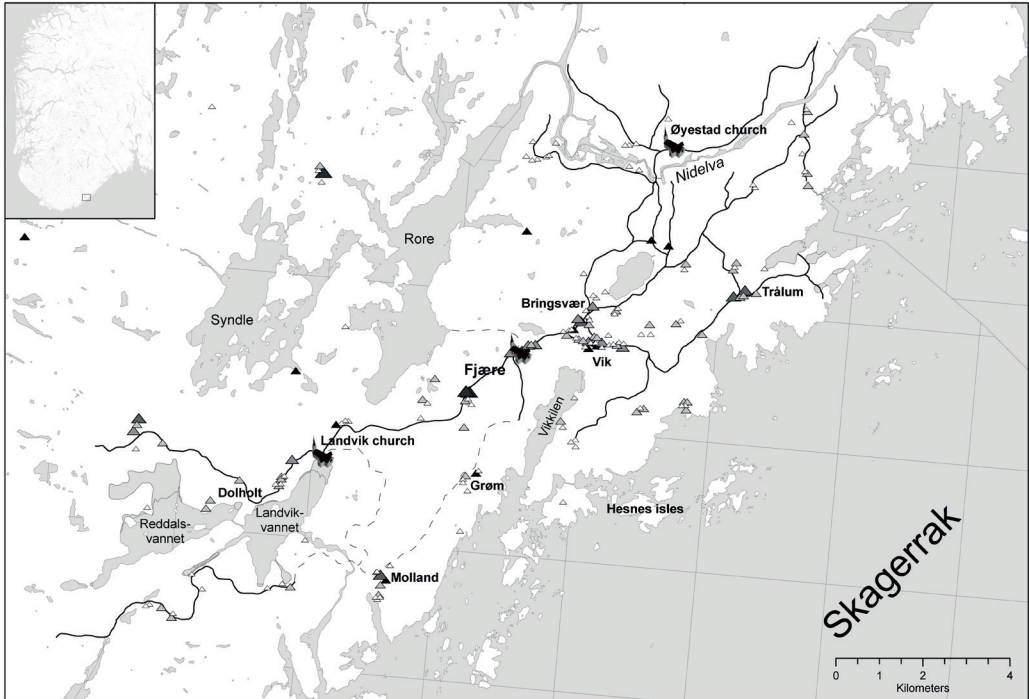 Øyestad church
Nidelva
Rore
Bringsvær
Trålum
Syndle
Vik
Fjære
Vikkilen
Landvik church
Grøm
Dolholt
Hesnes isles
Landvik-
vannet
Reddals-
vannet
Molland
Skagerrak
0 1 2 4
Kilometers